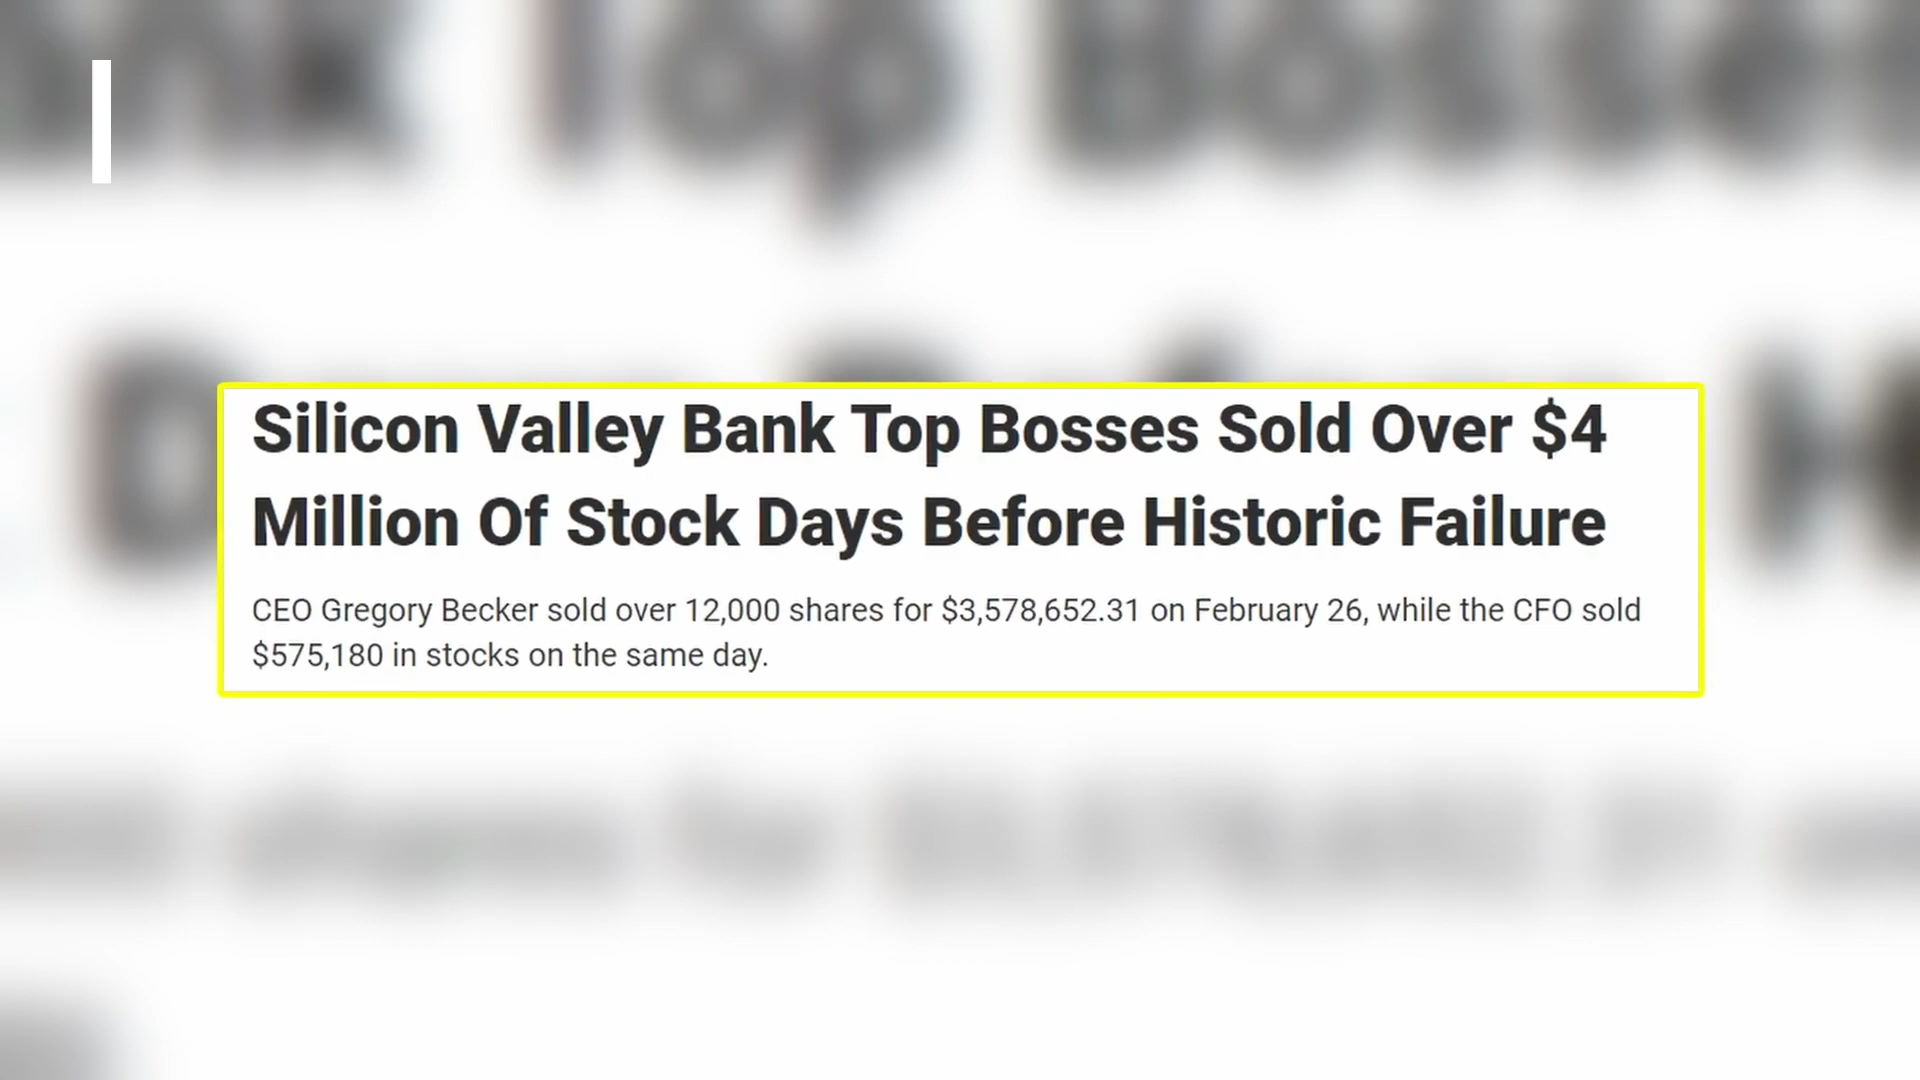 Silicon Valley Bank Top Bosses Sold Over $4
Million Of Stock Days Before Historic Failure
CEO Gregory Becker sold over 12,000 shares for $3,578,652.31 on February 26, while the CFO sold
$575,180 in stocks on the same day.